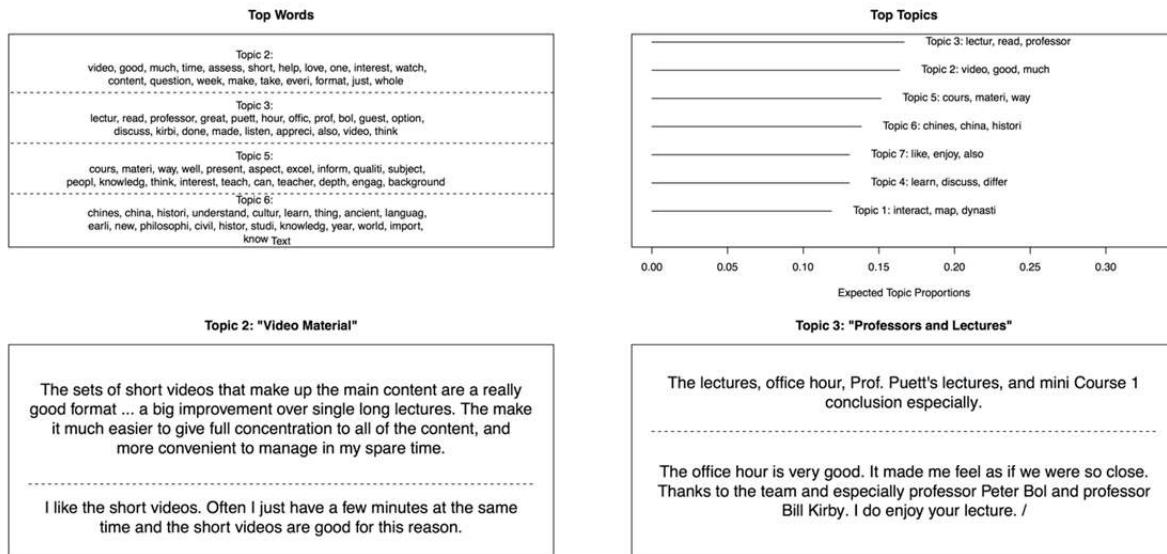 Top Words
Topic 2:
video, good, much, time, assess, short, help, love, one, interest, watch,
content, question, week, make, take, everi, format, just, whole
Topic 3:
lectur, read, professor, great, puett, hour, offic, prof, bol, guest, option,
discuss, kirbi, done, made, listen, appreci, also, video, think
Topic 5:
cours, materi, way, well, present, aspect, excel, inform, qualiti, subject,
peopl, knowledg, think, interest, teach, can, teacher, depth, engag, background
Topic 6:
chines, china, histori, understand, cultur, learn, thing, ancient, languag,
earli, new, philosophi, civil, histor, studi, knowledg, year, world, import,
know Text
Top Topics
Topic 3: lectur, read, professor
Topic 2: video, good, much
Topic 5: cours, materi, way
Topic 6: chines, china, histori
Topic 7: like, enjoy, also
Topic 4: learn, discuss, differ
Topic 1: interact, map, dynasti
0.00 0.05 0.10 0.15 0.20 0.25 0.30
Expected Topic Proportions
Topic 2: "Video Material"
The sets of short videos that make up the main content are a really
good format ... a big improvement over single long lectures. The make
it much easier to give full concentration to all of the content, and
more convenient to manage in my spare time.
I like the short videos. Often I just have a few minutes at the same
time and the short videos are good for this reason.
Topic 3: "Professors and Lectures"
The lectures, office hour, Prof. Puett's lectures, and mini Course 1
conclusion especially.
The office hour is very good. It made me feel as if we were so close.
Thanks to the team and especially professor Peter Bol and professor
Bill Kirby. I do enjoy your lecture. /